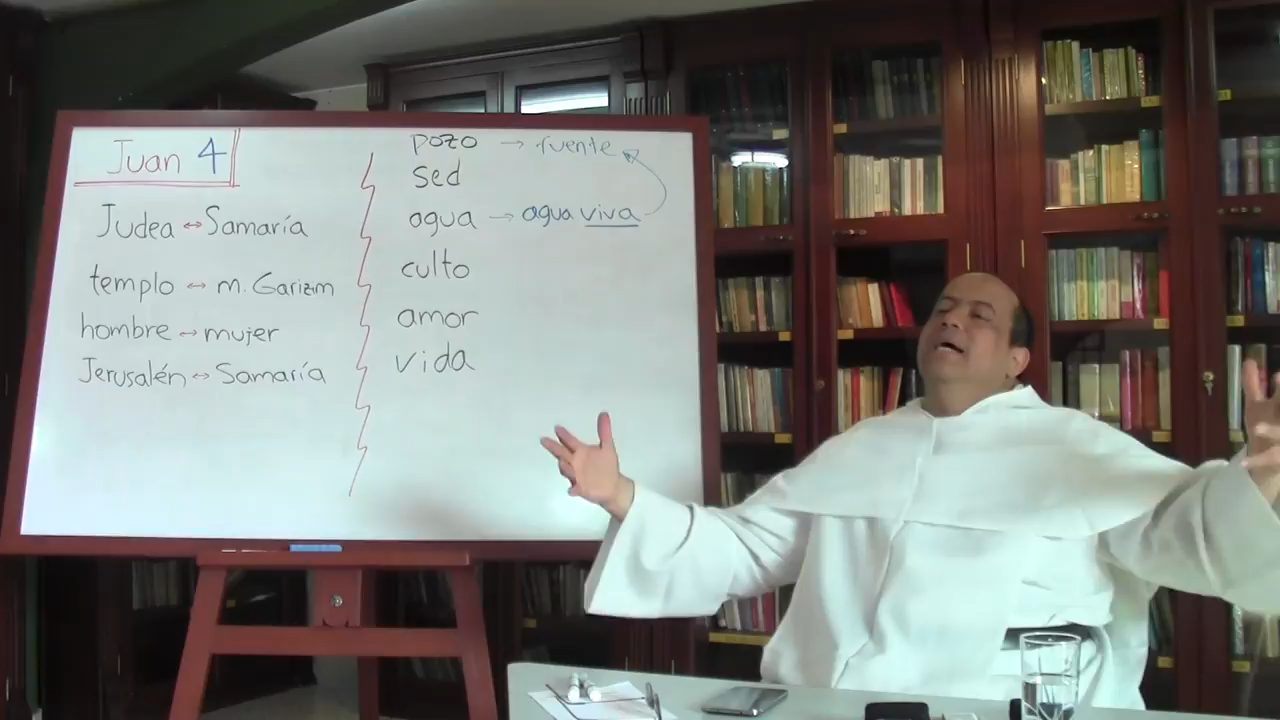 Juan 4
Judea ↔ Samaría
templo ↔ m. Garizim
hombre ↔ mujer
Jerusalén ↔ Samaría
pozo → fuente
sed
agua → agua viva
culto
amor
vida